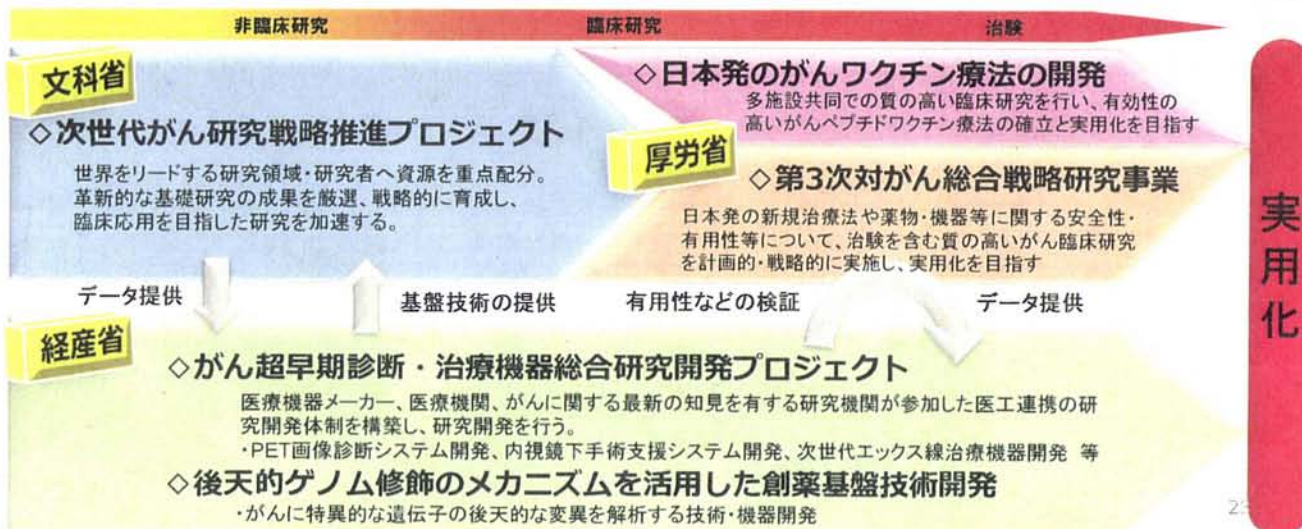 非臨床研究 臨床研究 治験
文科省
◇次世代がん研究戦略推進プロジェクト
世界をリードする研究領域・研究者へ資源を重点配分。
革新的な基礎研究の成果を厳選、戦略的に育成し、
臨床応用を目指した研究を加速する。
◇日本発のがんワクチン療法の開発
多施設共同での質の高い臨床研究を行い、有効性の
高いがんペプチドワクチン療法の確立と実用化を目指す
厚労省
◇第3次対がん総合戦略研究事業
日本発の新規治療法や薬物・機器等に関する安全性・
有用性等について、治験を含む質の高いがん臨床研究
を計画的・戦略的に実施し、実用化を目指す
データ提供 基盤技術の提供 有用性などの検証 データ提供
経産省
◇がん超早期診断・治療機器総合研究開発プロジェクト
医療機器メーカー、医療機関、がんに関する最新の知見を有する研究機関が参加した医工連携の研
究開発体制を構築し、研究開発を行う。
・PET画像診断システム開発、内視鏡下手術支援システム開発、次世代エックス線治療機器開発 等
◇後天的ゲノム修飾のメカニズムを活用した創薬基盤技術開発
・がんに特異的な遺伝子の後天的な変異を解析する技術・機器開発
実用化